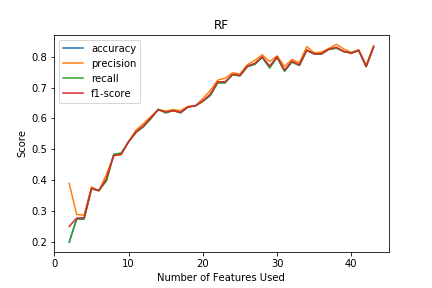 RF
accuracy
precision
recall
f1-score
Score
0.8
0.7
0.6
0.5
0.4
0.3
0.2
0 10 20 30 40
Number of Features Used